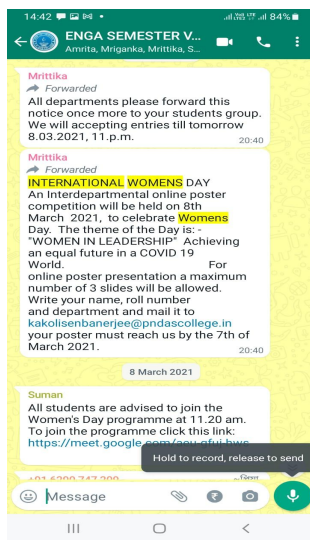 14:42
84%
ENGA SEMESTER V...
Amrita, Mriganka, Mrittika, S...
Mrittika
Forwarded
All departments please forward this
notice once more to your students group.
We will accepting entries till tomorrow
8.03.2021, 11.p.m.
20:40
Mrittika
Forwarded
INTERNATIONAL WOMENS DAY
An Interdepartmental online poster
competition will be held on 8th
March 2021, to celebrate Womens
Day. The theme of the Day is: -
"WOMEN IN LEADERSHIP" Achieving
an equal future in a COVID 19
World. For
online poster presentation a maximum
number of 3 slides will be allowed.
Write your name, roll number
and department and mail it to
kakolisenbanerjee@pndascollege.in
your poster must reach us by the 7th of
March 2021.
20:40
8 March 2021
Suman
All students are advised to join the
Women's Day programme at 11.20 am.
To join the programme click this link:
Hold to record, release to send
Message